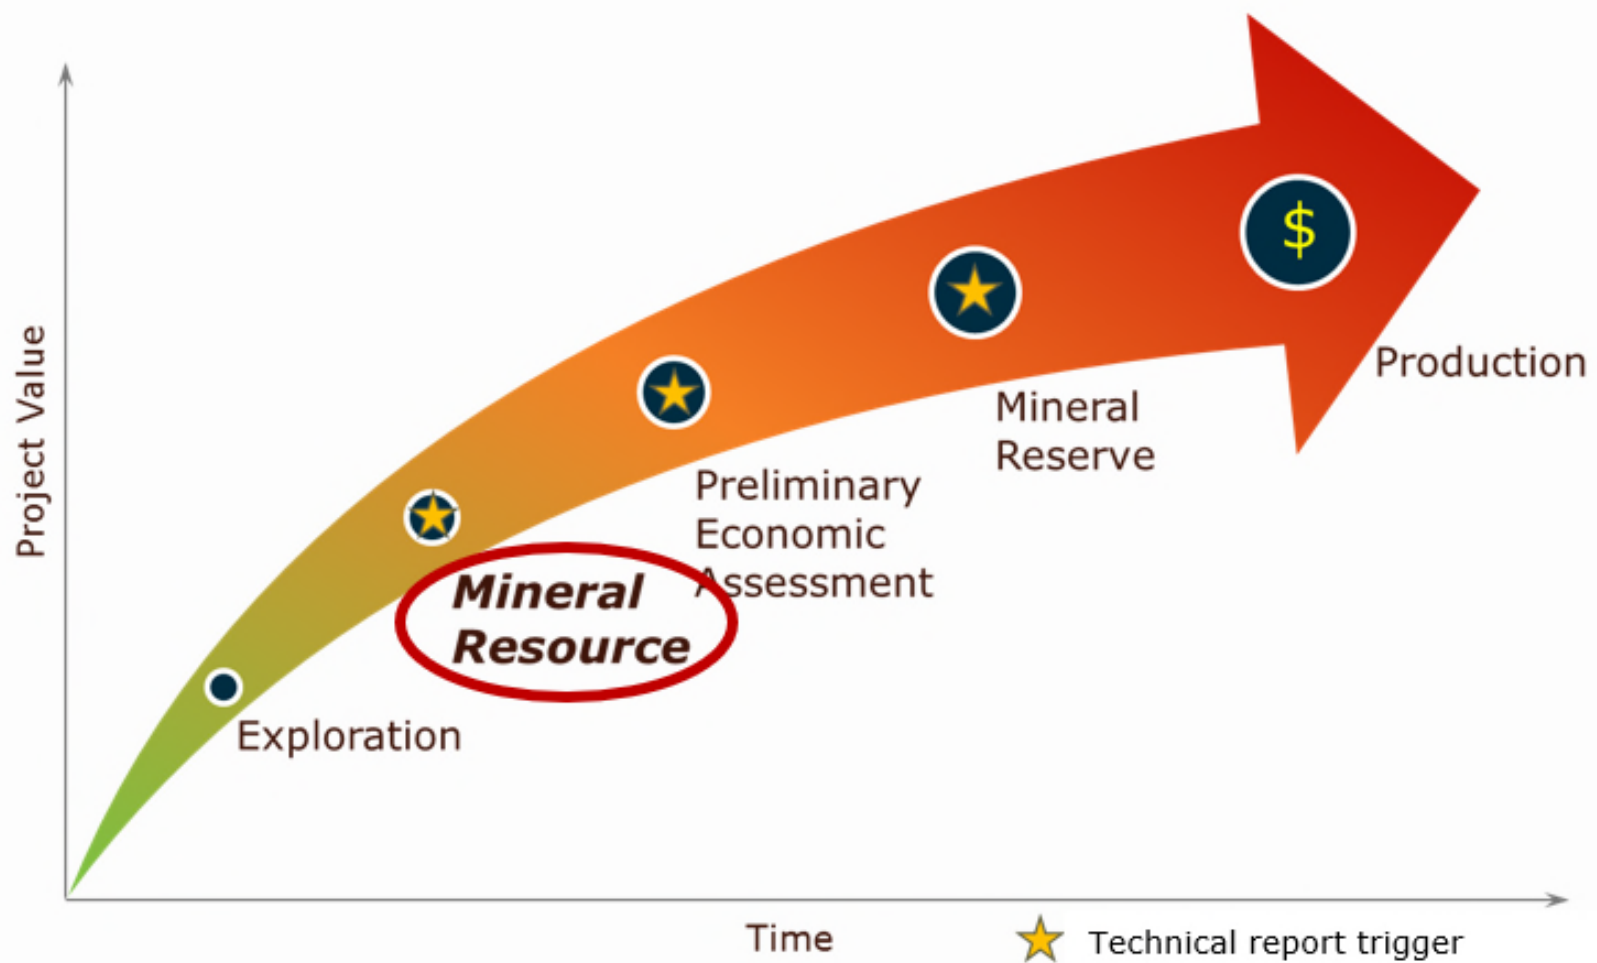 Project Value
$
Production
Mineral
Reserve
Preliminary
Economic
Assessment
Mineral
Resource
Exploration
Time
Technical report trigger